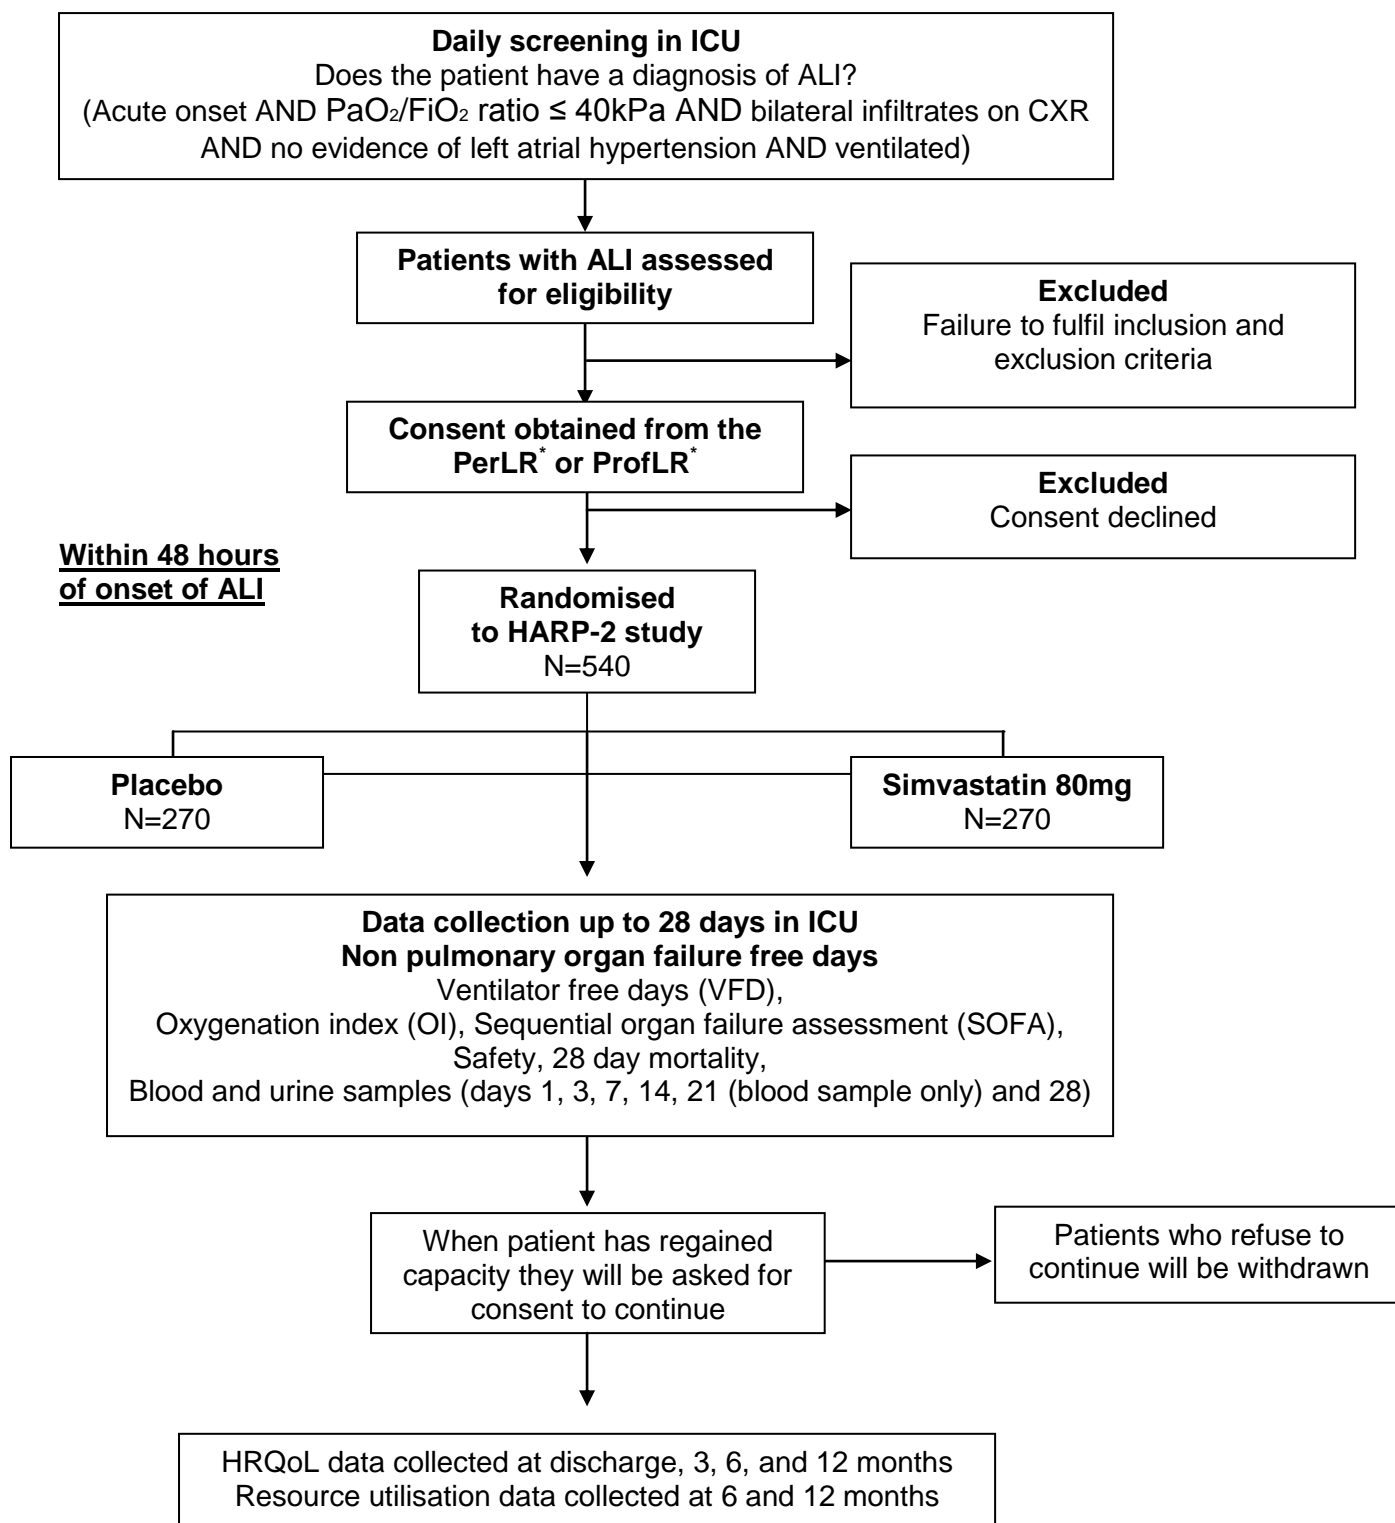 Daily screening in ICU
Does the patient have a diagnosis of ALI?
(Acute onset AND PaO₂/FiO₂ ratio ≤ 40kPa AND bilateral infiltrates on CXR
AND no evidence of left atrial hypertension AND ventilated)
Patients with ALI assessed
for eligibility
Excluded
Failure to fulfil inclusion and
exclusion criteria
Consent obtained from the
PerLR* or ProfLR*
Excluded
Consent declined
Within 48 hours
of onset of ALI
Randomised
to HARP-2 study
N=540
Placebo
N=270
Simvastatin 80mg
N=270
Data collection up to 28 days in ICU
Non pulmonary organ failure free days
Ventilator free days (VFD),
Oxygenation index (OI), Sequential organ failure assessment (SOFA),
Safety, 28 day mortality,
Blood and urine samples (days 1, 3, 7, 14, 21 (blood sample only) and 28)
When patient has regained
capacity they will be asked for
consent to continue
Patients who refuse to
continue will be withdrawn
HRQoL data collected at discharge, 3, 6, and 12 months
Resource utilisation data collected at 6 and 12 months